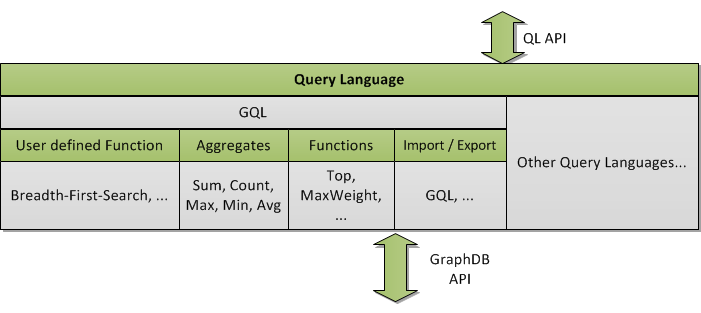 QL API
Query Language
GQL
User defined Function
Aggregates
Functions
Import / Export
Other Query Languages...
Breadth-First-Search, ...
Sum, Count,
Max, Min, Avg
Top,
MaxWeight,
...
GQL, ...
GraphDB
API